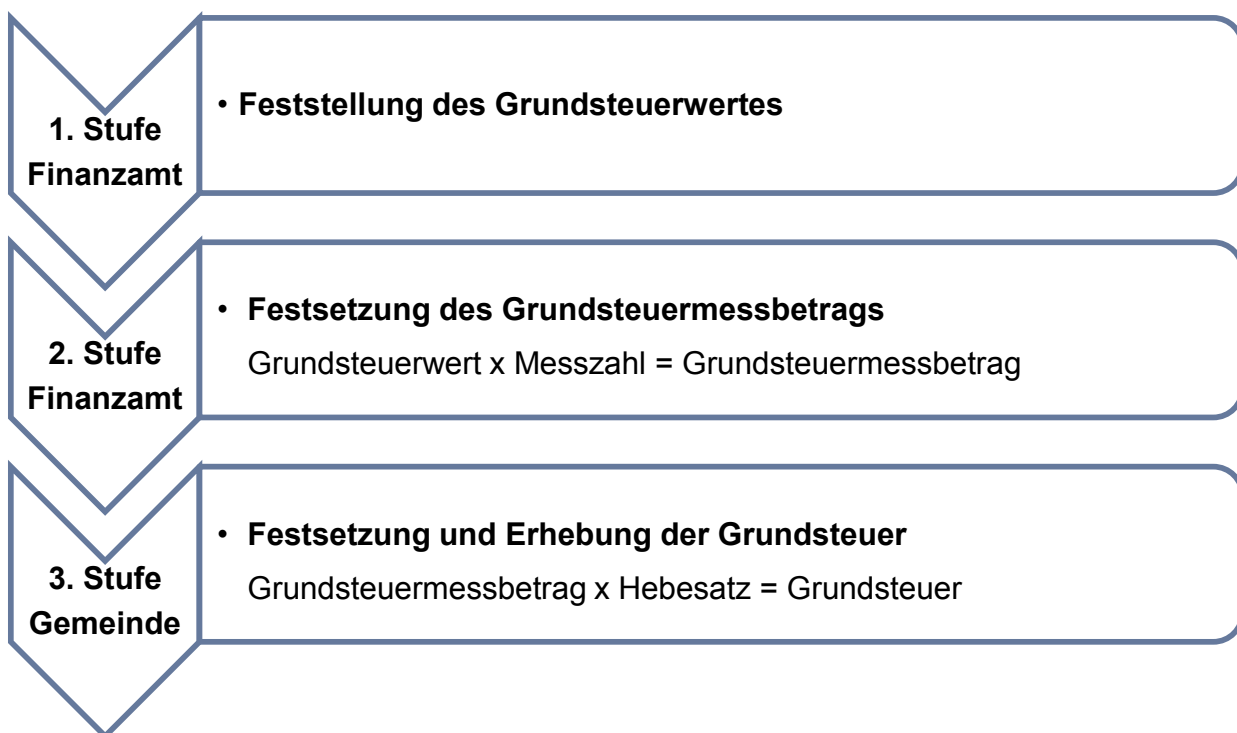 1. Stufe
Finanzamt
• Feststellung des Grundsteuerwertes
2. Stufe
Finanzamt
• Festsetzung des Grundsteuermessbetrags
Grundsteuerwert x Messzahl = Grundsteuermessbetrag
3. Stufe
Gemeinde
• Festsetzung und Erhebung der Grundsteuer
Grundsteuermessbetrag x Hebesatz = Grundsteuer